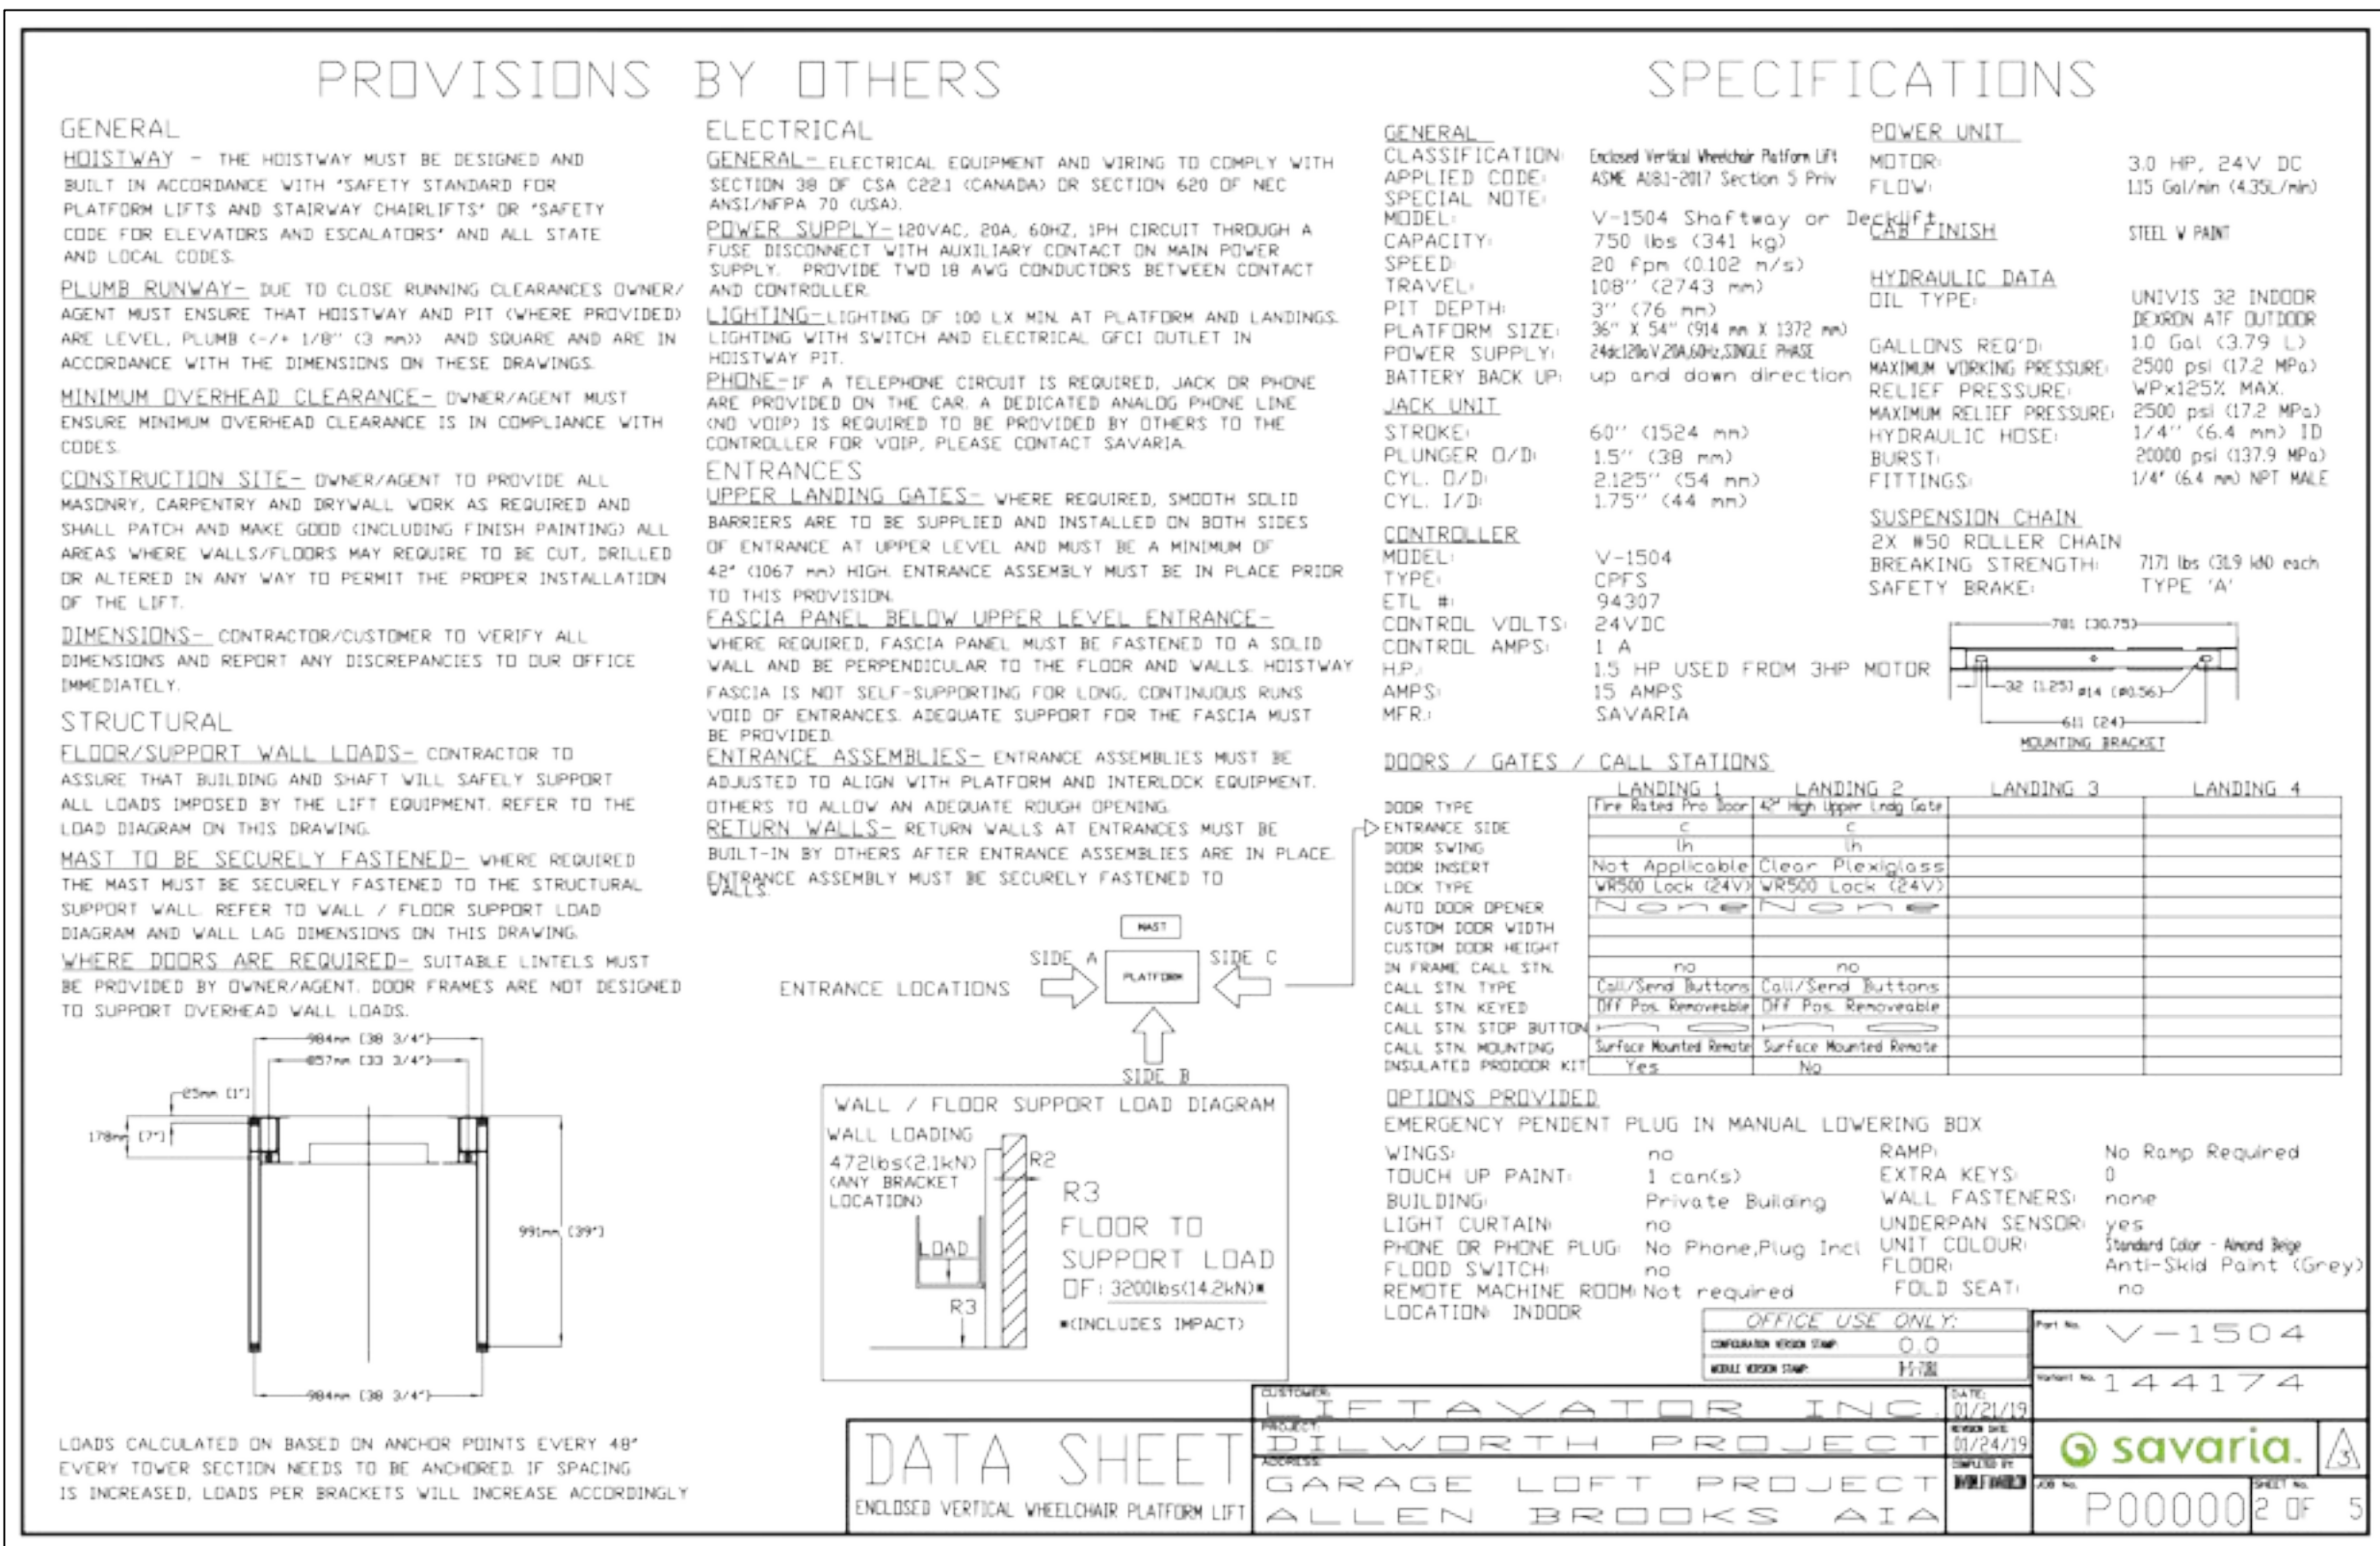 PROVISIONS BY OTHERS
GENERAL
HOISTWAY - THE HOISTWAY MUST BE DESIGNED AND
BUILT IN ACCORDANCE WITH "SAFETY STANDARD FOR
PLATFORM LIFTS AND STAIRWAY CHAIRLIFTS" OR "SAFETY
CODE FOR ELEVATORS AND ESCALATORS" AND ALL STATE
AND LOCAL CODES.
PLUMB RUNWAY- DUE TO CLOSE RUNNING CLEARANCES OWNER/
AGENT MUST ENSURE THAT HOISTWAY AND PIT (WHERE PROVIDED)
ARE LEVEL, PLUMB (-/+ 1/8'' (3 mm)) AND SQUARE AND ARE IN
ACCORDANCE WITH THE DIMENSIONS ON THESE DRAWINGS.
MINIMUM OVERHEAD CLEARANCE- OWNER/AGENT MUST
ENSURE MINIMUM OVERHEAD CLEARANCE IS IN COMPLIANCE WITH
CODES.
CONSTRUCTION SITE- OWNER/AGENT TO PROVIDE ALL
MASONRY, CARPENTRY AND DRYWALL WORK AS REQUIRED AND
SHALL PATCH AND MAKE GOOD (INCLUDING FINISH PAINTING) ALL
AREAS WHERE WALLS/FLOORS MAY REQUIRE TO BE CUT, DRILLED
OR ALTERED IN ANY WAY TO PERMIT THE PROPER INSTALLATION
OF THE LIFT.
DIMENSIONS- CONTRACTOR/CUSTOMER TO VERIFY ALL
DIMENSIONS AND REPORT ANY DISCREPANCIES TO OUR OFFICE
IMMEDIATELY.
STRUCTURAL
FLOOR/SUPPORT WALL LOADS- CONTRACTOR TO
ASSURE THAT BUILDING AND SHAFT WILL SAFELY SUPPORT
ALL LOADS IMPOSED BY THE LIFT EQUIPMENT. REFER TO THE
LOAD DIAGRAM ON THIS DRAWING.
MAST TO BE SECURELY FASTENED- WHERE REQUIRED
THE MAST MUST BE SECURELY FASTENED TO THE STRUCTURAL
SUPPORT WALL. REFER TO WALL / FLOOR SUPPORT LOAD
DIAGRAM AND WALL LAG DIMENSIONS ON THIS DRAWING.
WHERE DOORS ARE REQUIRED- SUITABLE LINTELS MUST
BE PROVIDED BY OWNER/AGENT. DOOR FRAMES ARE NOT DESIGNED
TO SUPPORT OVERHEAD WALL LOADS.
984mm [38 3/4"]
857mm [33 3/4"]
25mm [1"]
178mm [7"]
991mm [39"]
984mm [38 3/4"]
LOADS CALCULATED ON BASED ON ANCHOR POINTS EVERY 48"
EVERY TOWER SECTION NEEDS TO BE ANCHORED. IF SPACING
IS INCREASED, LOADS PER BRACKETS WILL INCREASE ACCORDINGLY
ELECTRICAL
GENERAL- ELECTRICAL EQUIPMENT AND WIRING TO COMPLY WITH
SECTION 38 OF CSA C22.1 (CANADA) OR SECTION 620 OF NEC
ANSI/NFPA 70 (USA).
POWER SUPPLY-120VAC, 20A, 60HZ, 1PH CIRCUIT THROUGH A
FUSE DISCONNECT WITH AUXILIARY CONTACT ON MAIN POWER
SUPPLY. PROVIDE TWO 18 AWG CONDUCTORS BETWEEN CONTACT
AND CONTROLLER.
LIGHTING-LIGHTING OF 100 LX MIN. AT PLATFORM AND LANDINGS.
LIGHTING WITH SWITCH AND ELECTRICAL GFCI OUTLET IN
HOISTWAY PIT.
PHONE-IF A TELEPHONE CIRCUIT IS REQUIRED, JACK OR PHONE
ARE PROVIDED ON THE CAR. A DEDICATED ANALOG PHONE LINE
(NO VOIP) IS REQUIRED TO BE PROVIDED BY OTHERS TO THE
CONTROLLER FOR VOIP, PLEASE CONTACT SAVARIA.
ENTRANCES
UPPER LANDING GATES- WHERE REQUIRED, SMOOTH SOLID
BARRIERS ARE TO BE SUPPLIED AND INSTALLED ON BOTH SIDES
OF ENTRANCE AT UPPER LEVEL AND MUST BE A MINIMUM OF
42" (1067 mm) HIGH. ENTRANCE ASSEMBLY MUST BE IN PLACE PRIOR
TO THIS PROVISION.
FASCIA PANEL BELOW UPPER LEVEL ENTRANCE-
WHERE REQUIRED, FASCIA PANEL MUST BE FASTENED TO A SOLID
WALL AND BE PERPENDICULAR TO THE FLOOR AND WALLS. HOISTWAY
FASCIA IS NOT SELF-SUPPORTING FOR LONG, CONTINUOUS RUNS
VOID OF ENTRANCES. ADEQUATE SUPPORT FOR THE FASCIA MUST
BE PROVIDED.
ENTRANCE ASSEMBLIES- ENTRANCE ASSEMBLIES MUST BE
ADJUSTED TO ALIGN WITH PLATFORM AND INTERLOCK EQUIPMENT.
OTHERS TO ALLOW AN ADEQUATE ROUGH OPENING.
RETURN WALLS- RETURN WALLS AT ENTRANCES MUST BE
BUILT-IN BY OTHERS AFTER ENTRANCE ASSEMBLIES ARE IN PLACE.
ENTRANCE ASSEMBLY MUST BE SECURELY FASTENED TO
WALLS.
MAST
SIDE A SIDE C
PLATFORM
ENTRANCE LOCATIONS
SIDE B
WALL / FLOOR SUPPORT LOAD DIAGRAM
WALL LOADING
472lbs(2.1kN)
(ANY BRACKET
LOCATION)
R2
LOAD
R3
R3
FLOOR TO
SUPPORT LOAD
OF: 3200lbs(14.2kN)*
*(INCLUDES IMPACT)
SPECIFICATIONS
GENERAL
CLASSIFICATION: Enclosed Vertical Wheelchair Platform Lift
APPLIED CODE: ASME A18.1-2017 Section 5 Priv
SPECIAL NOTE:
MODEL: V-1504 Shaftway or Decklift
CAPACITY: 750 lbs (341 kg)
SPEED: 20 fpm (0.102 m/s)
TRAVEL: 108'' (2743 mm)
PIT DEPTH: 3'' (76 mm)
PLATFORM SIZE: 36" X 54" (914 mm X 1372 mm)
POWER SUPPLY: 24dc120aV,20A,60Hz,SINGLE PHASE
BATTERY BACK UP: up and down direction
JACK UNIT
STROKE: 60'' (1524 mm)
PLUNGER O/D: 1.5'' (38 mm)
CYL. O/D: 2.125'' (54 mm)
CYL. I/D: 1.75'' (44 mm)
CONTROLLER
MODEL: V-1504
TYPE: CPFS
ETL #: 94307
CONTROL VOLTS: 24VDC
CONTROL AMPS: 1 A
H.P.: 1.5 HP USED FROM 3HP MOTOR
AMPS: 15 AMPS
MFR.: SAVARIA
POWER UNIT
MOTOR: 3.0 HP, 24V DC
FLOW: 1.15 Gal/min (4.35L/min)
CAB FINISH STEEL W PAINT
HYDRAULIC DATA
OIL TYPE: UNIVIS 32 INDOOR
DEXRON ATF OUTDOOR
GALLONS REQ'D: 1.0 Gal (3.79 L)
MAXIMUM WORKING PRESSURE: 2500 psi (17.2 MPa)
RELIEF PRESSURE: WPx125% MAX.
MAXIMUM RELIEF PRESSURE: 2500 psi (17.2 MPa)
HYDRAULIC HOSE: 1/4'' (6.4 mm) ID
BURST: 20000 psi (137.9 MPa)
FITTINGS: 1/4" (6.4 mm) NPT MALE
SUSPENSION CHAIN
2X #50 ROLLER CHAIN
BREAKING STRENGTH: 7171 lbs (31.9 kN) each
SAFETY BRAKE: TYPE 'A'
781 [30.75]
32 [1.25] ø14 [ø0.56]
611 [24]
MOUNTING BRACKET
DOORS / GATES / CALL STATIONS
LANDING 1 LANDING 2 LANDING 3 LANDING 4
DOOR TYPE Fire Rated Pro Door 42" High Upper Lndg Gate
ENTRANCE SIDE c c
DOOR SWING lh lh
DOOR INSERT Not Applicable Clear Plexiglass
LOCK TYPE WR500 Lock (24V) WR500 Lock (24V)
AUTO DOOR OPENER None None
CUSTOM DOOR WIDTH
CUSTOM DOOR HEIGHT
IN FRAME CALL STN. no no
CALL STN. TYPE Call/Send Buttons Call/Send Buttons
CALL STN. KEYED Off Pos. Removeable Off Pos. Removeable
CALL STN. STOP BUTTON no no
CALL STN. MOUNTING Surface Mounted Remote Surface Mounted Remote
INSULATED PRODOOR KIT Yes No
OPTIONS PROVIDED
EMERGENCY PENDENT PLUG IN MANUAL LOWERING BOX
WINGS: no
TOUCH UP PAINT: 1 can(s)
BUILDING: Private Building
LIGHT CURTAIN: no
PHONE OR PHONE PLUG: No Phone,Plug Incl
FLOOD SWITCH: no
REMOTE MACHINE ROOM: Not required
LOCATION: INDOOR
RAMP: No Ramp Required
EXTRA KEYS: 0
WALL FASTENERS: none
UNDERPAN SENSOR: yes
UNIT COLOUR: Standard Color - Almond Beige
FLOOR: Anti-Skid Paint (Grey)
FOLD SEAT: no
OFFICE USE ONLY:
CONFIGURATION VERSION STAMP: 0.0
MODULE VERSION STAMP:
Part No. V-1504
Variant No. 144174
DATA SHEET
ENCLOSED VERTICAL WHEELCHAIR PLATFORM LIFT
CUSTOMER: LIFTAVATOR INC.
PROJECT: DILWORTH PROJECT
ADDRESS: GARAGE LOFT PROJECT
ALLEN BROOKS AIA
DATE: 01/21/19
REVISION DATE: 01/24/19
COMPLETED BY:
savaria. 3
JOB No. P00000
SHEET No. 2 OF 5